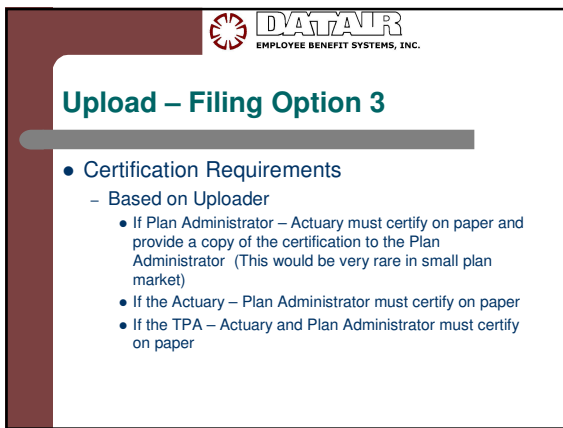 DATAIR
EMPLOYEE BENEFIT SYSTEMS, INC.
Upload – Filing Option 3
● Certification Requirements
– Based on Uploader
● If Plan Administrator – Actuary must certify on paper and
provide a copy of the certification to the Plan
Administrator (This would be very rare in small plan
market)
● If the Actuary – Plan Administrator must certify on paper
● If the TPA – Actuary and Plan Administrator must certify
on paper